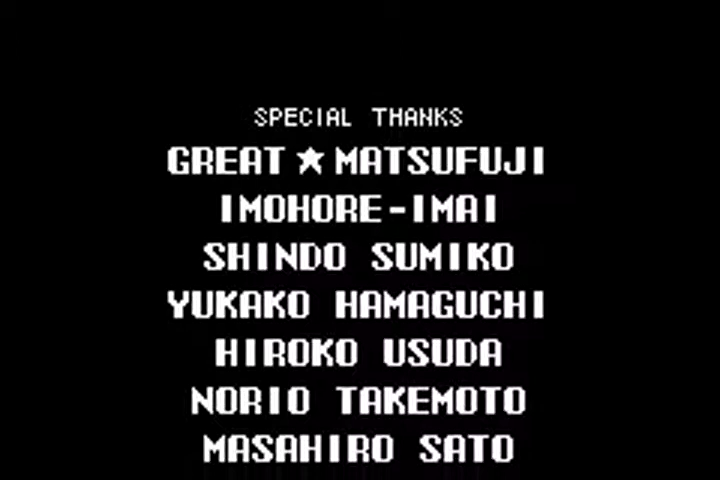 SPECIAL THANKS
GREAT★MATSUFUJI
IMOHORE-IMAI
SHINDO SUMIKO
YUKAKO HAMAGUCHI
HIROKO USUDA
NORIO TAKEMOTO
MASAHIRO SATO